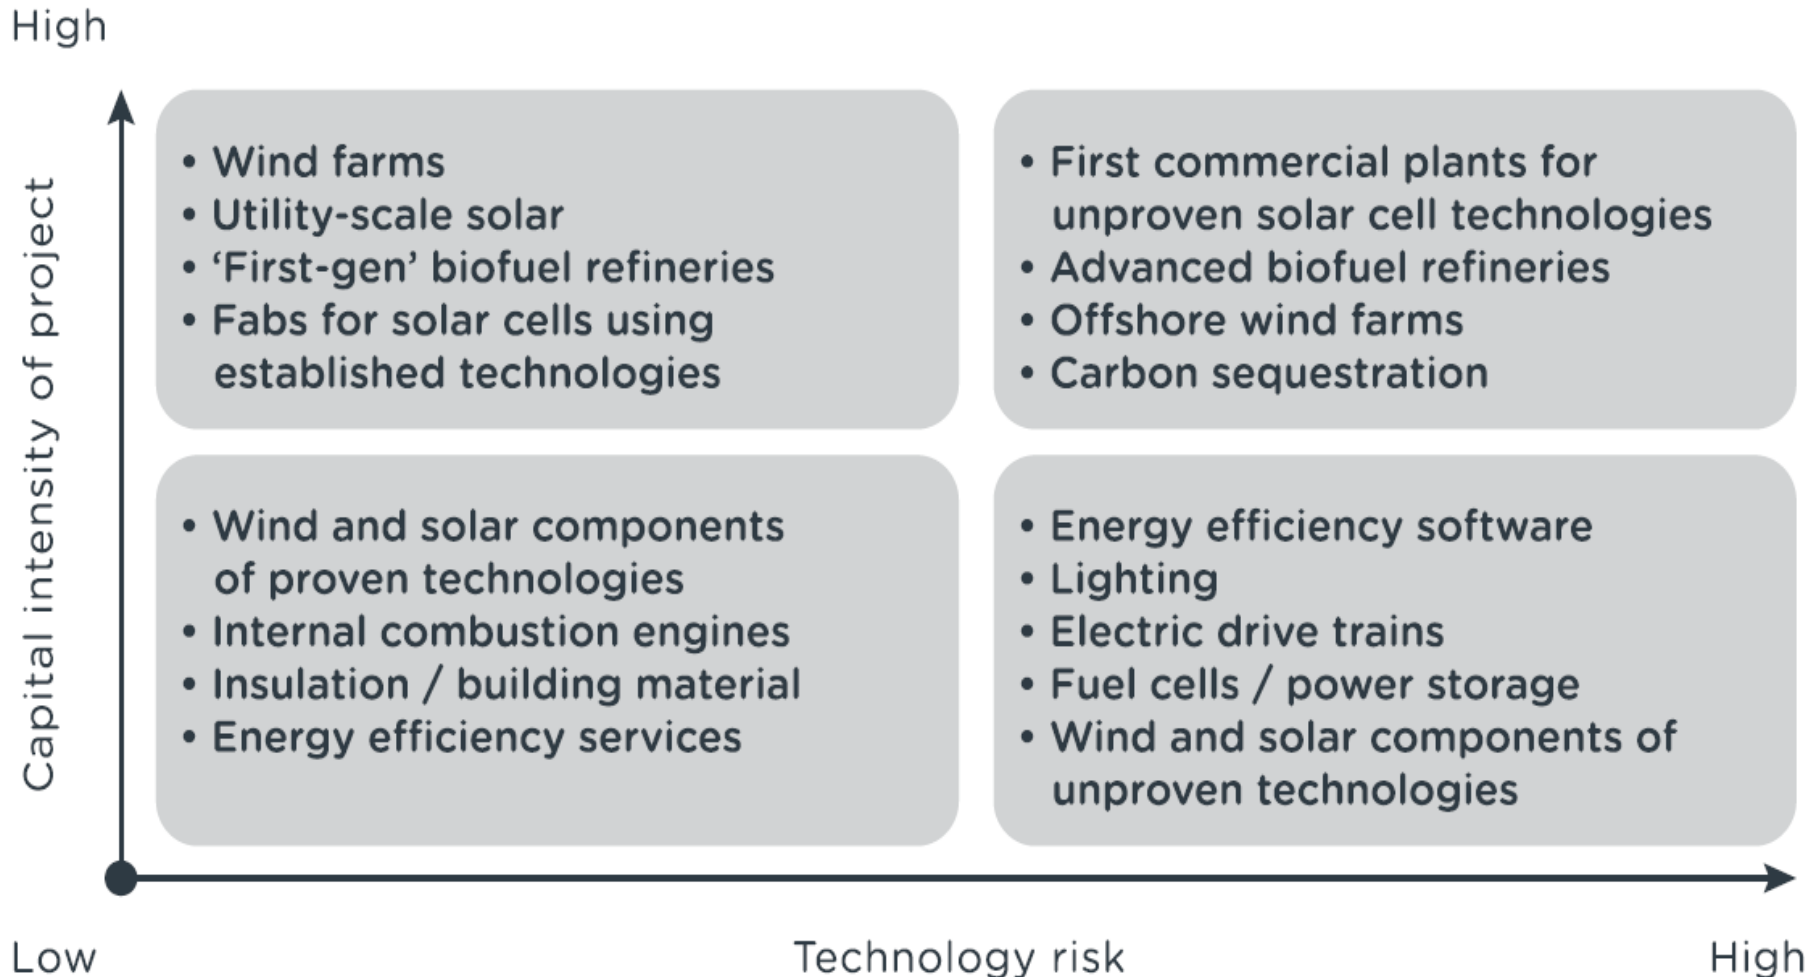 High
Capital intensity of project
• Wind farms
• Utility-scale solar
• ‘First-gen’ biofuel refineries
• Fabs for solar cells using
established technologies
• First commercial plants for
unproven solar cell technologies
• Advanced biofuel refineries
• Offshore wind farms
• Carbon sequestration
• Wind and solar components
of proven technologies
• Internal combustion engines
• Insulation / building material
• Energy efficiency services
• Energy efficiency software
• Lighting
• Electric drive trains
• Fuel cells / power storage
• Wind and solar components of
unproven technologies
Low
Technology risk
High